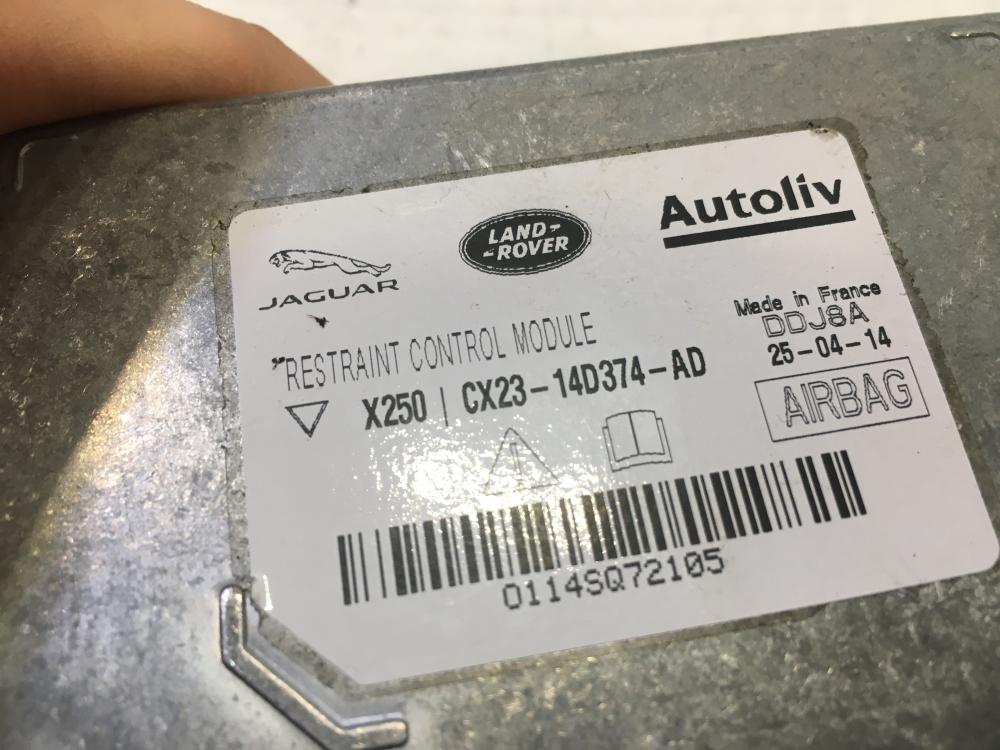 JAGUAR
LAND-
-ROVER
Autoliv
Made in France
DDJ8A
25-04-14
RESTRAINT CONTROL MODULE
X250 | CX23-14D374-AD
AIRBAG
0114SQ72105